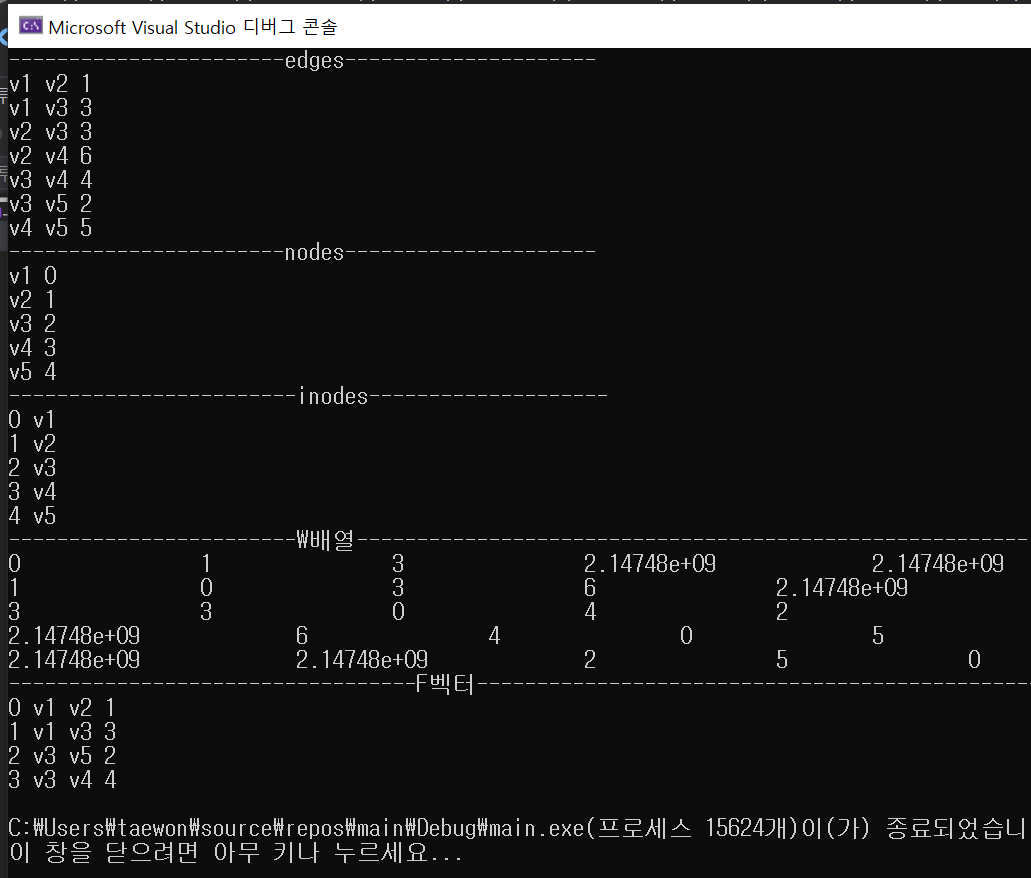 Microsoft Visual Studio 디버그 콘솔
-----------------------edges---------------------
v1 v2 1
v1 v3 3
v2 v3 3
v2 v4 6
v3 v4 4
v3 v5 2
v4 v5 5
-----------------------nodes---------------------
v1 0
v2 1
v3 2
v4 3
v5 4
------------------------inodes--------------------
0 v1
1 v2
2 v3
3 v4
4 v5
------------------------₩배열--------------------------------------------------------
0 1 3 2.14748e+09 2.14748e+09
1 0 3 6 2.14748e+09
3 3 0 4 2
2.14748e+09 6 4 0 5
2.14748e+09 2.14748e+09 2 5 0
----------------------------------F벡터----------------------------------------------
0 v1 v2 1
1 v1 v3 3
2 v3 v5 2
3 v3 v4 4
C:₩Users₩taewon₩source₩repos₩main₩Debug₩main.exe(프로세스 15624개)이(가) 종료되었습니
이 창을 닫으려면 아무 키나 누르세요...